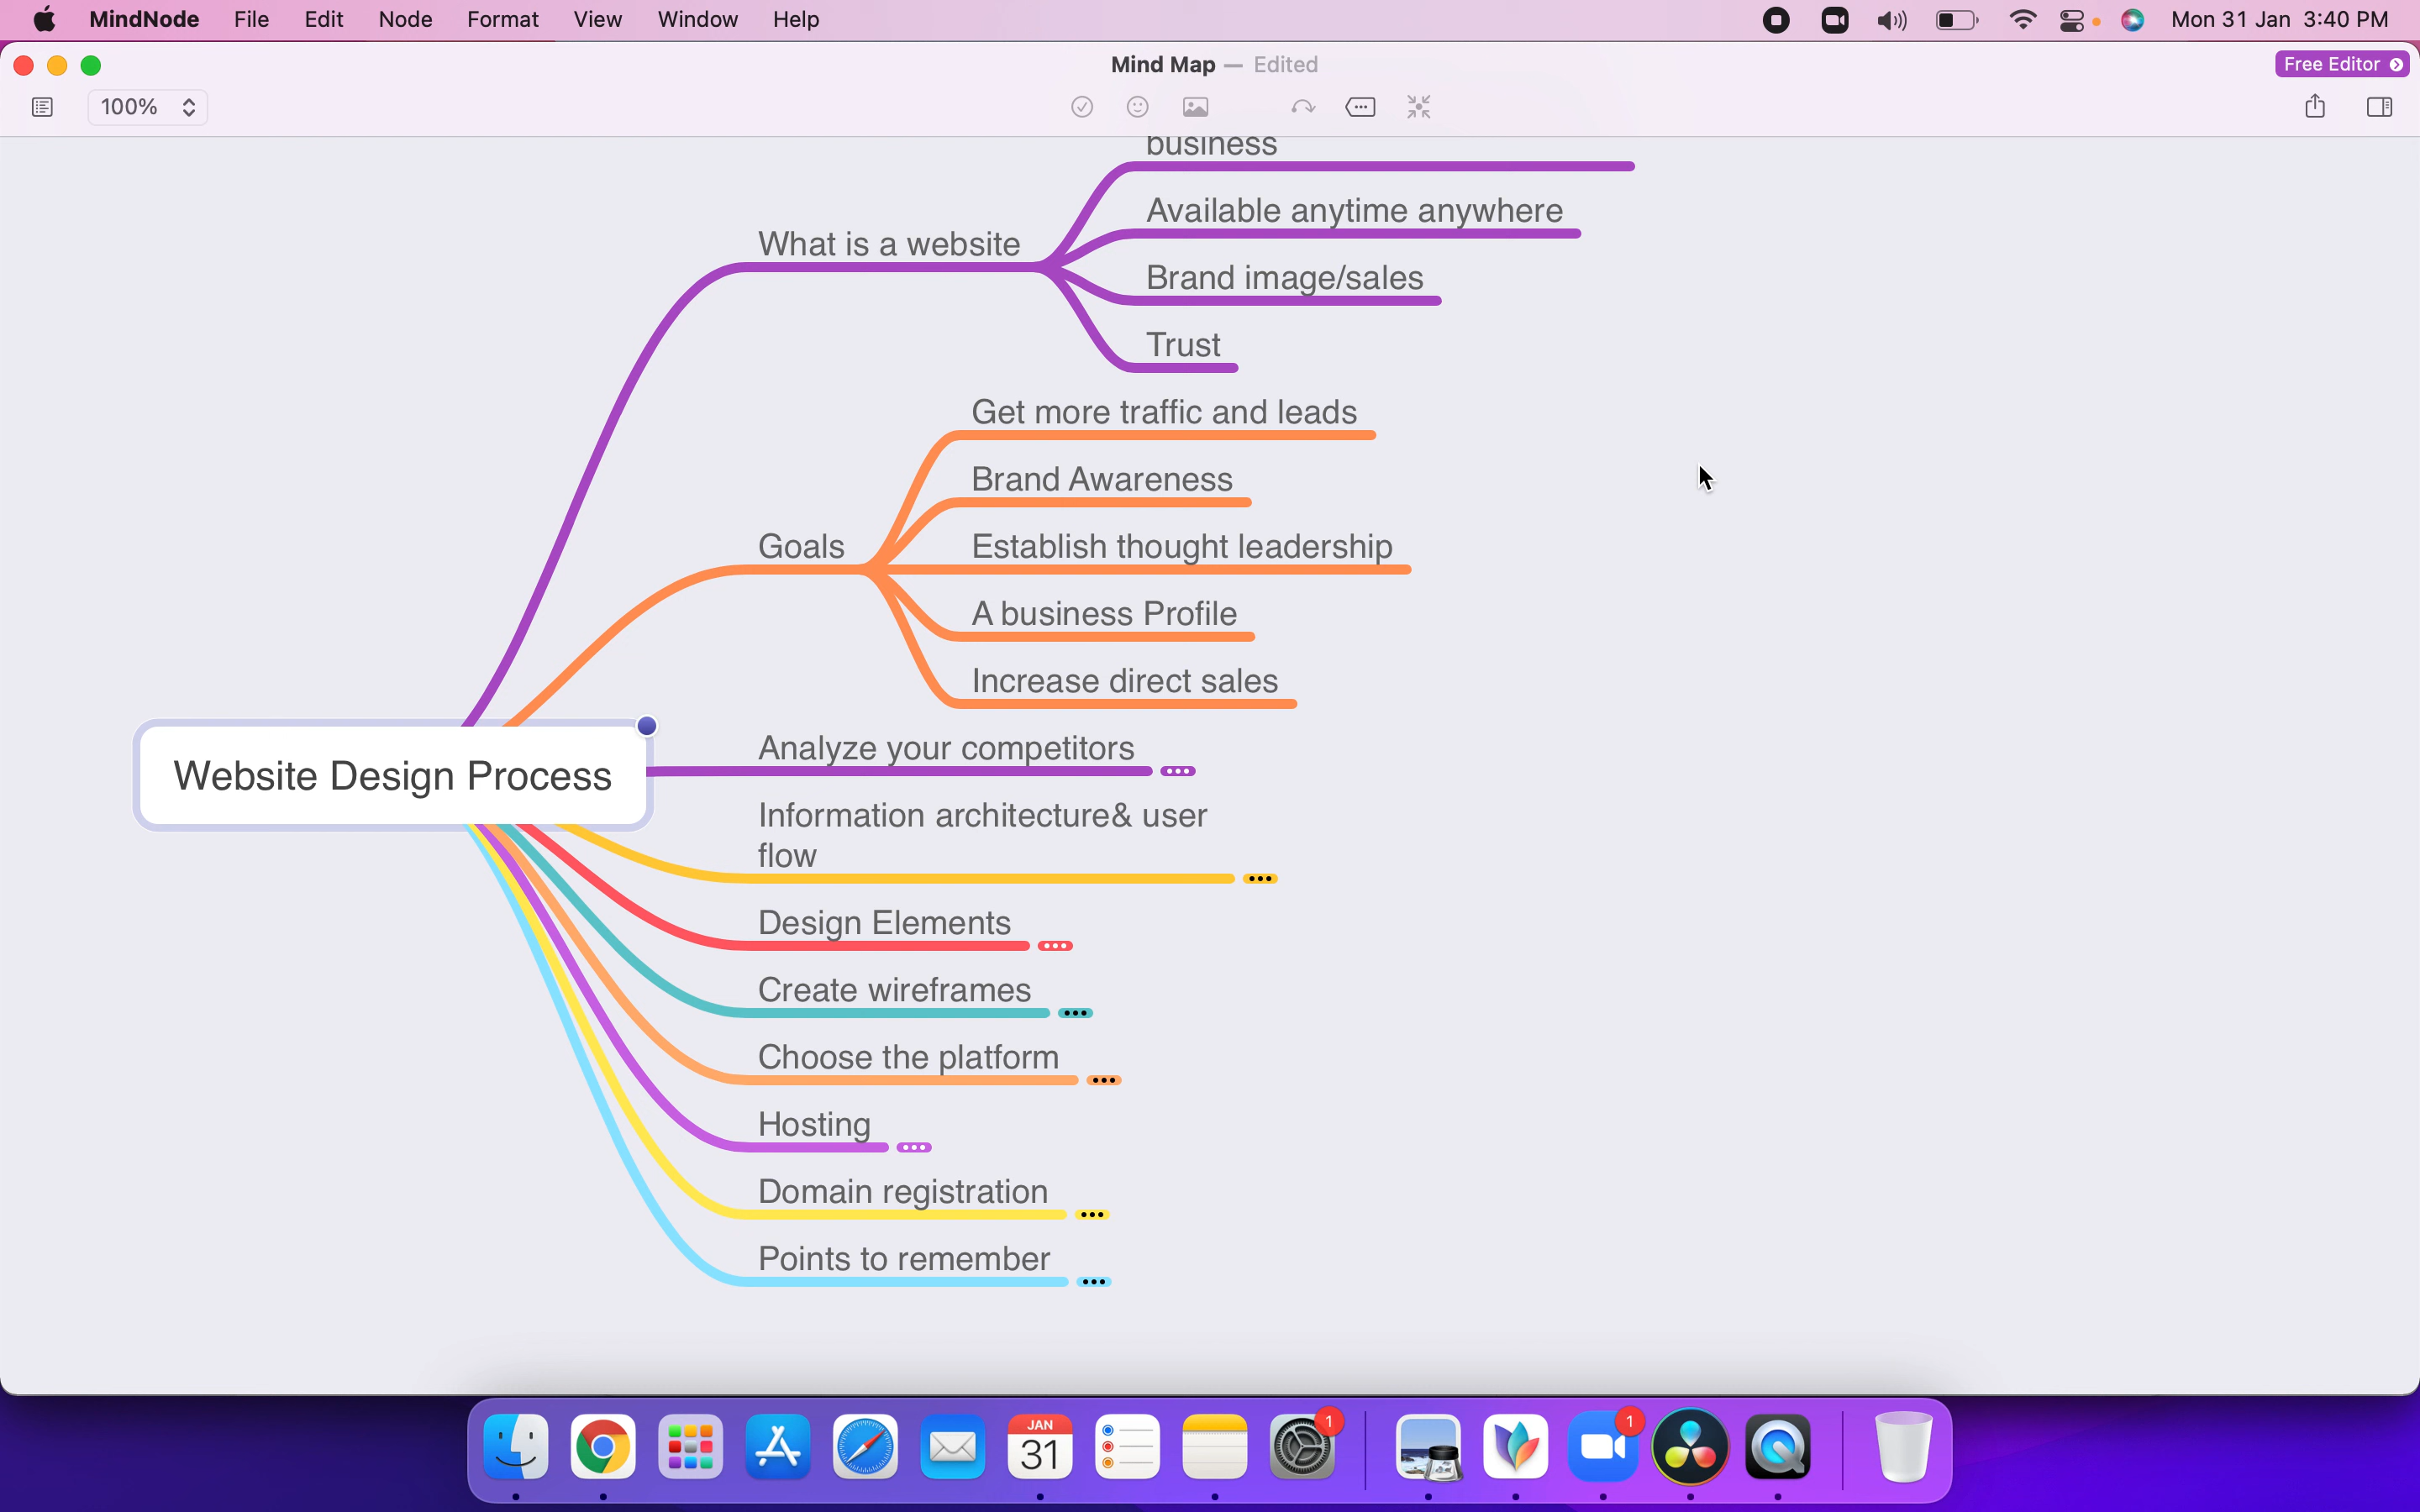 MindNode File Edit Node Format View Window Help Mon 31 Jan 3:40 PM
Mind Map — Edited
Free Editor
100%
business
Available anytime anywhere
What is a website
Brand image/sales
Trust
Get more traffic and leads
Brand Awareness
Goals
Establish thought leadership
A business Profile
Increase direct sales
Analyze your competitors
Website Design Process
Information architecture& user
flow
Design Elements
Create wireframes
Choose the platform
Hosting
Domain registration
Points to remember
JAN
31
1
1